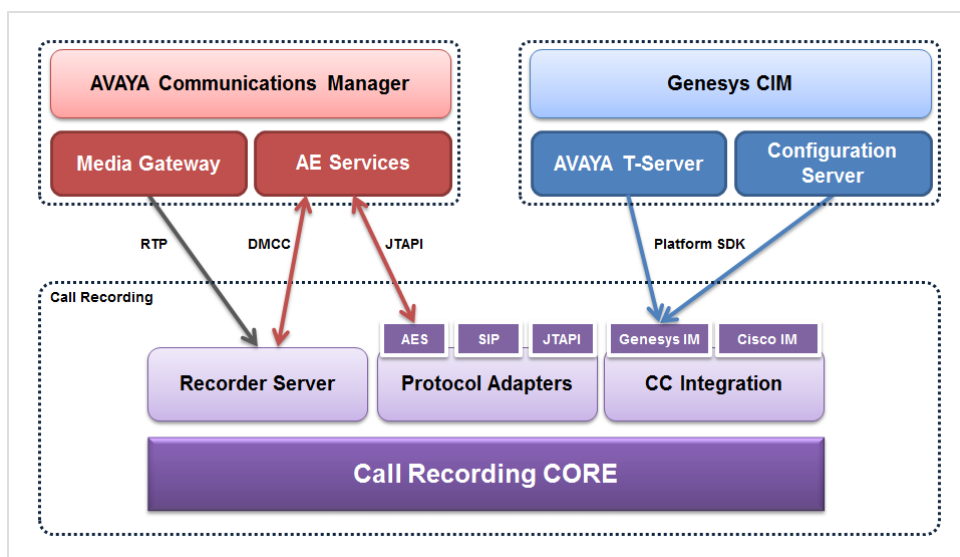 AVAYA Communications Manager
Genesys CIM
Media Gateway
AE Services
AVAYA T-Server
Configuration
Server
RTP
DMCC
JTAPI
Platform SDK
Call Recording
AES
SIP
JTAPI
Genesys IM
Cisco IM
Recorder Server
Protocol Adapters
CC Integration
Call Recording CORE